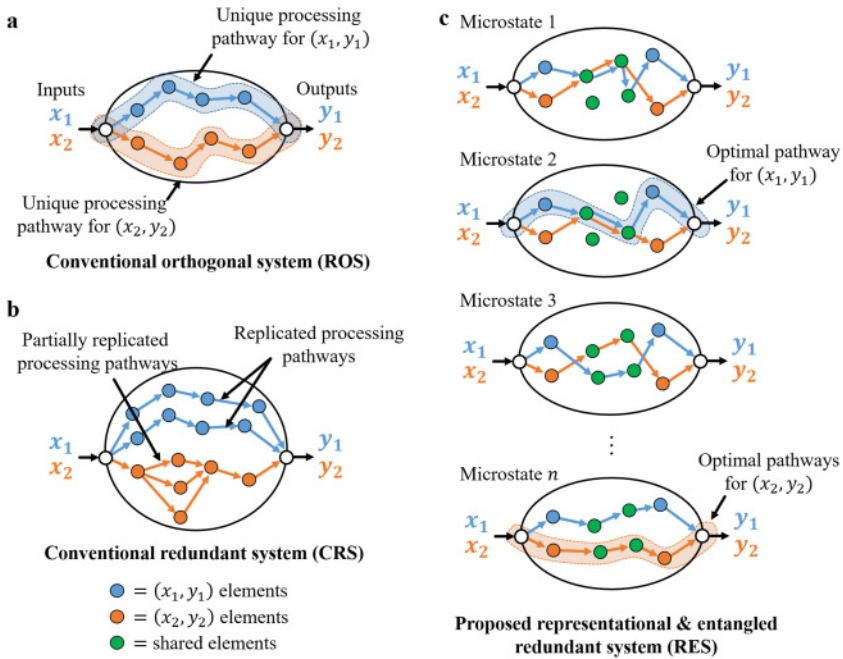 a
Unique processing
pathway for (x₁, y₁)
Inputs
Outputs
x₁
x₂
y₁
y₂
Unique processing
pathway for (x₂, y₂)
Conventional orthogonal system (ROS)
b
Partially replicated
processing pathways
Replicated processing
pathways
x₁
x₂
y₁
y₂
Conventional redundant system (CRS)
= (x₁, y₁) elements
= (x₂, y₂) elements
= shared elements
c
Microstate 1
x₁
x₂
y₁
y₂
Microstate 2
Optimal pathway
for (x₁, y₁)
x₁
x₂
y₁
y₂
Microstate 3
x₁
x₂
y₁
y₂
⋮
Microstate n
Optimal pathways
for (x₂, y₂)
x₁
x₂
y₁
y₂
Proposed representational & entangled
redundant system (RES)